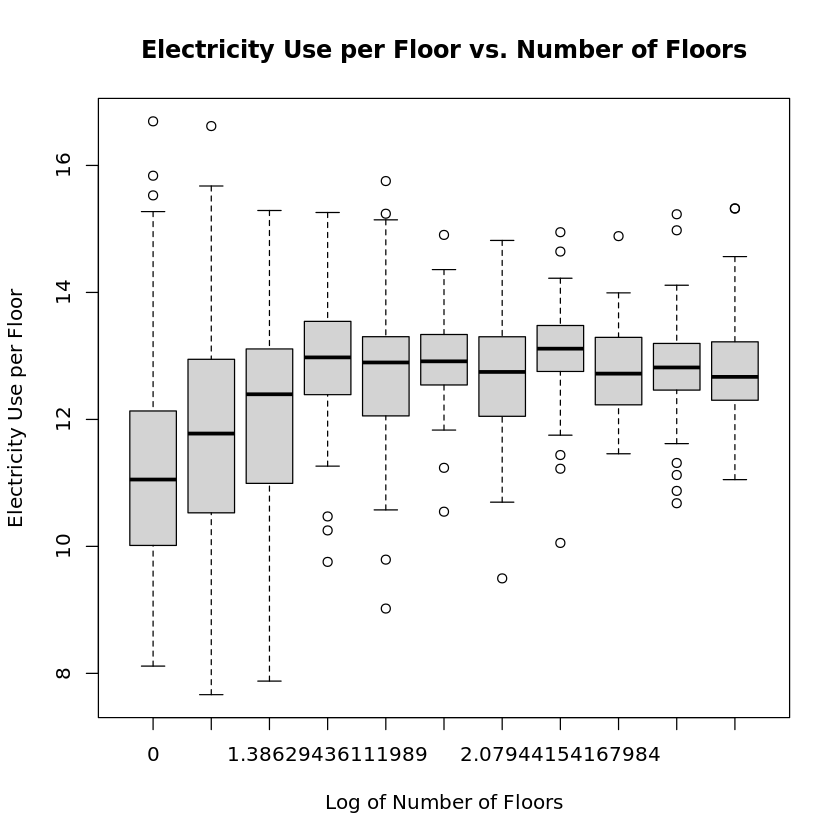 Electricity Use per Floor vs. Number of Floors
Electricity Use per Floor
16
14
12
10
8
0 1.38629436111989 2.07944154167984
Log of Number of Floors